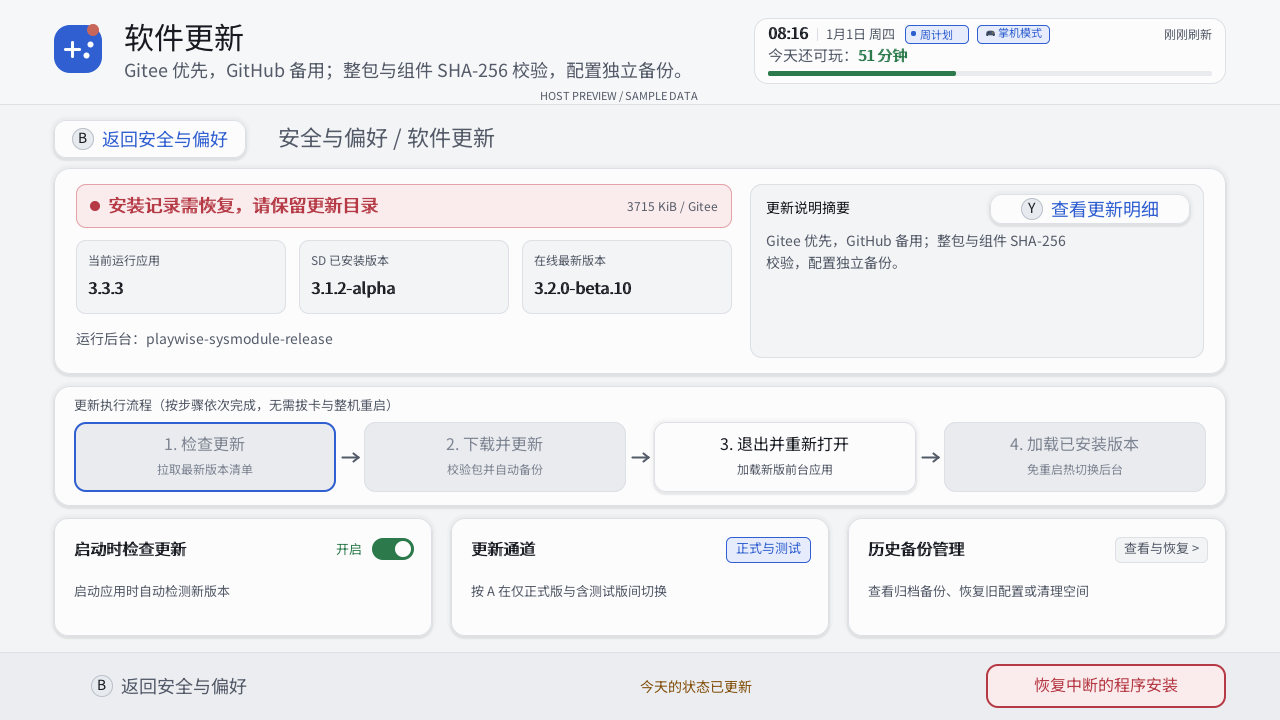 软件更新
Gitee 优先，GitHub 备用；整包与组件 SHA-256 校验，配置独立备份。
08:16
1月1日 周四
周计划
掌机模式
刚刚刷新
今天还可玩：51 分钟
HOST PREVIEW / SAMPLE DATA
B 返回安全与偏好
安全与偏好 / 软件更新
安装记录需恢复，请保留更新目录
3715 KiB / Gitee
当前运行应用
3.3.3
SD 已安装版本
3.1.2-alpha
在线最新版本
3.2.0-beta.10
运行后台：playwise-sysmodule-release
更新说明摘要
Y 查看更新明细
Gitee 优先，GitHub 备用；整包与组件 SHA-256
校验，配置独立备份。
更新执行流程（按步骤依次完成，无需拔卡与整机重启）
1. 检查更新
拉取最新版本清单
→
2. 下载并更新
校验包并自动备份
→
3. 退出并重新打开
加载新版前台应用
→
4. 加载已安装版本
免重启热切换后台
启动时检查更新
开启
启动应用时自动检测新版本
更新通道
正式与测试
按 A 在仅正式版与含测试版间切换
历史备份管理
查看与恢复 >
查看归档备份、恢复旧配置或清理空间
B 返回安全与偏好
今天的状态已更新
恢复中断的程序安装